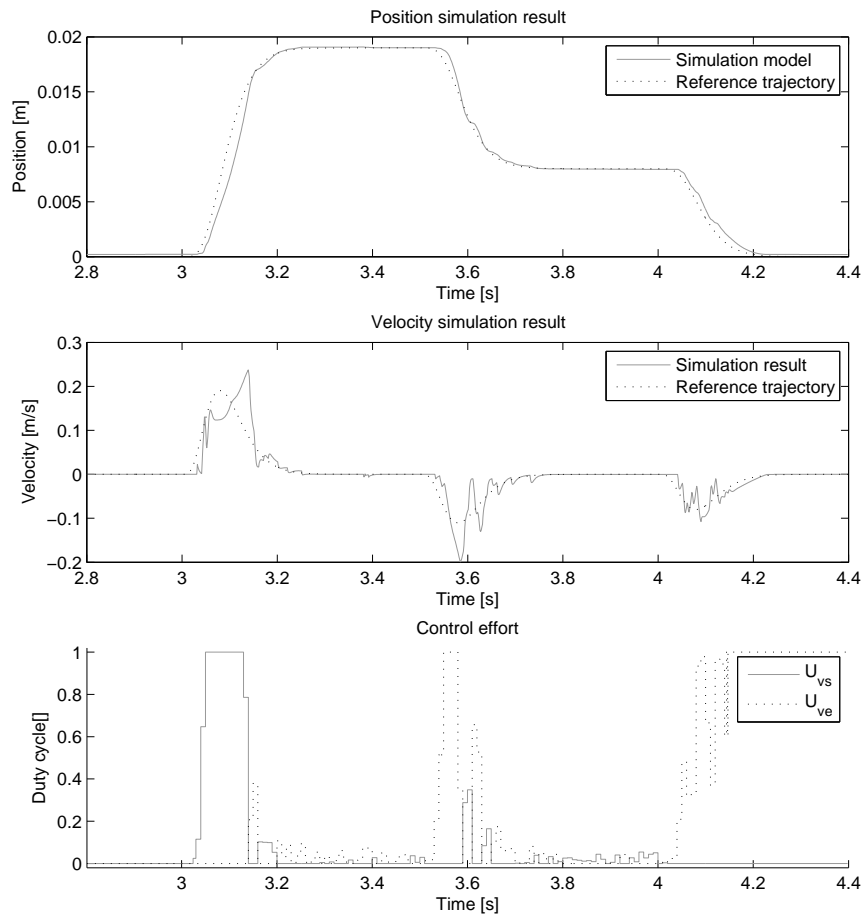 Position simulation result
0.02
0.015
0.01
0.005
0
Position [m]
Simulation model
Reference trajectory
2.8 3 3.2 3.4 3.6 3.8 4 4.2 4.4
Time [s]
Velocity simulation result
0.3
0.2
0.1
0
−0.1
−0.2
Velocity [m/s]
Simulation result
Reference trajectory
2.8 3 3.2 3.4 3.6 3.8 4 4.2 4.4
Time [s]
Control effort
1
0.8
0.6
0.4
0.2
0
Duty cycle[]
U_vs
U_ve
3 3.2 3.4 3.6 3.8 4 4.2 4.4
Time [s]